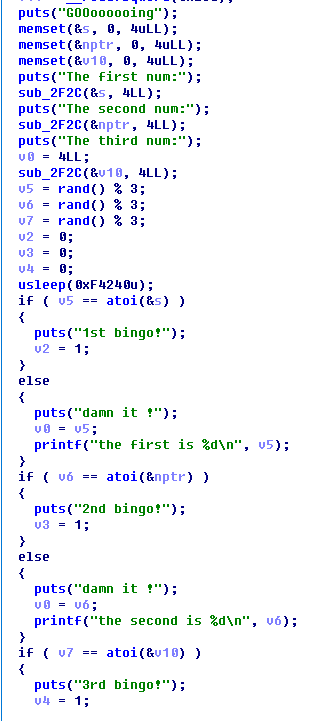 puts("GOOoooooing");
memset(&s, 0, 4uLL);
memset(&nptr, 0, 4uLL);
memset(&v10, 0, 4uLL);
puts("The first num:");
sub_2F2C(&s, 4LL);
puts("The second num:");
sub_2F2C(&nptr, 4LL);
puts("The third num:");
v0 = 4LL;
sub_2F2C(&v10, 4LL);
v5 = rand() % 3;
v6 = rand() % 3;
v7 = rand() % 3;
v2 = 0;
v3 = 0;
v4 = 0;
usleep(0xF4240u);
if ( v5 == atoi(&s) )
{
puts("1st bingo!");
v2 = 1;
}
else
{
puts("damn it !");
v0 = v5;
printf("the first is %d\n", v5);
}
if ( v6 == atoi(&nptr) )
{
puts("2nd bingo!");
v3 = 1;
}
else
{
puts("damn it !");
v0 = v6;
printf("the second is %d\n", v6);
}
if ( v7 == atoi(&v10) )
{
puts("3rd bingo!");
v4 = 1;